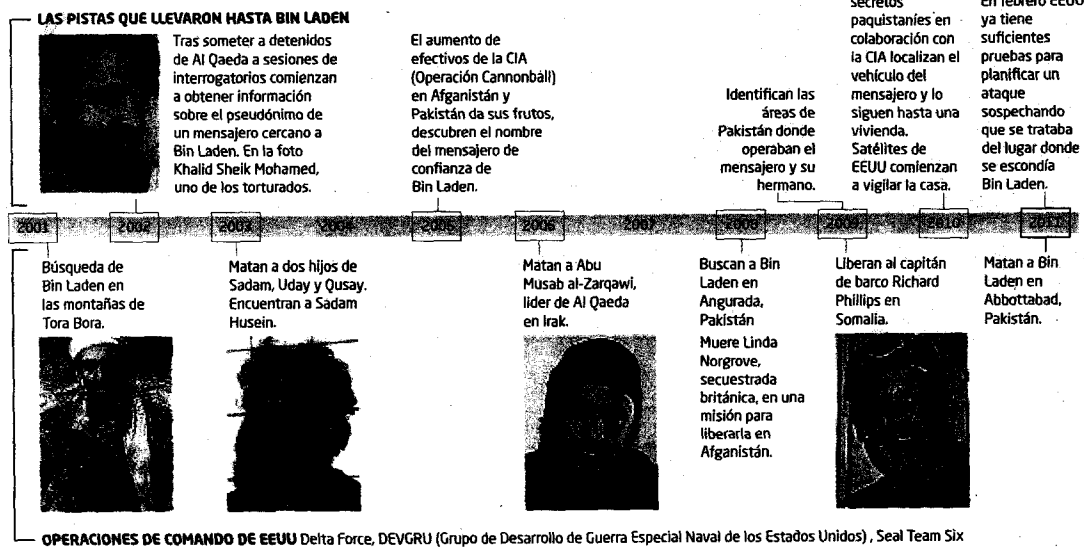 LAS PISTAS QUE LLEVARON HASTA BIN LADEN
Tras someter a detenidos
de Al Qaeda a sesiones de
interrogatorios comienzan
a obtener información
sobre el pseudónimo de
un mensajero cercano a
Bin Laden. En la foto
Khalid Sheik Mohamed,
uno de los torturados.
El aumento de
efectivos de la CIA
(Operación Cannonball)
en Afganistán y
Pakistán da sus frutos,
descubren el nombre
del mensajero de
confianza de
Bin Laden.
Identifican las
áreas de
Pakistán donde
operaban el
mensajero y su
hermano.
secretos
paquistaníes en
colaboración con
la CIA localizan el
vehículo del
mensajero y lo
siguen hasta una
vivienda.
Satélites de
EEUU comienzan
a vigilar la casa.
En febrero EEUU
ya tiene
suficientes
pruebas para
planificar un
ataque
sospechando
que se trataba
del lugar donde
se escondía
Bin Laden.
2001 2002 2003 2004 2005 2006 2007 2008 2009 2010 2011
Búsqueda de
Bin Laden en
las montañas de
Tora Bora.
Matan a dos hijos de
Sadam, Uday y Qusay.
Encuentran a Sadam
Husein.
Matan a Abu
Musab al-Zarqawi,
lider de Al Qaeda
en Irak.
Buscan a Bin
Laden en
Angurada,
Pakistán
Muere Linda
Norgrove,
secuestrada
británica, en una
misión para
liberarla en
Afganistán.
Liberan al capitán
de barco Richard
Phillips en
Somalia.
Matan a Bin
Laden en
Abbottabad,
Pakistán.
OPERACIONES DE COMANDO DE EEUU Delta Force, DEVGRU (Grupo de Desarrollo de Guerra Especial Naval de los Estados Unidos), Seal Team Six